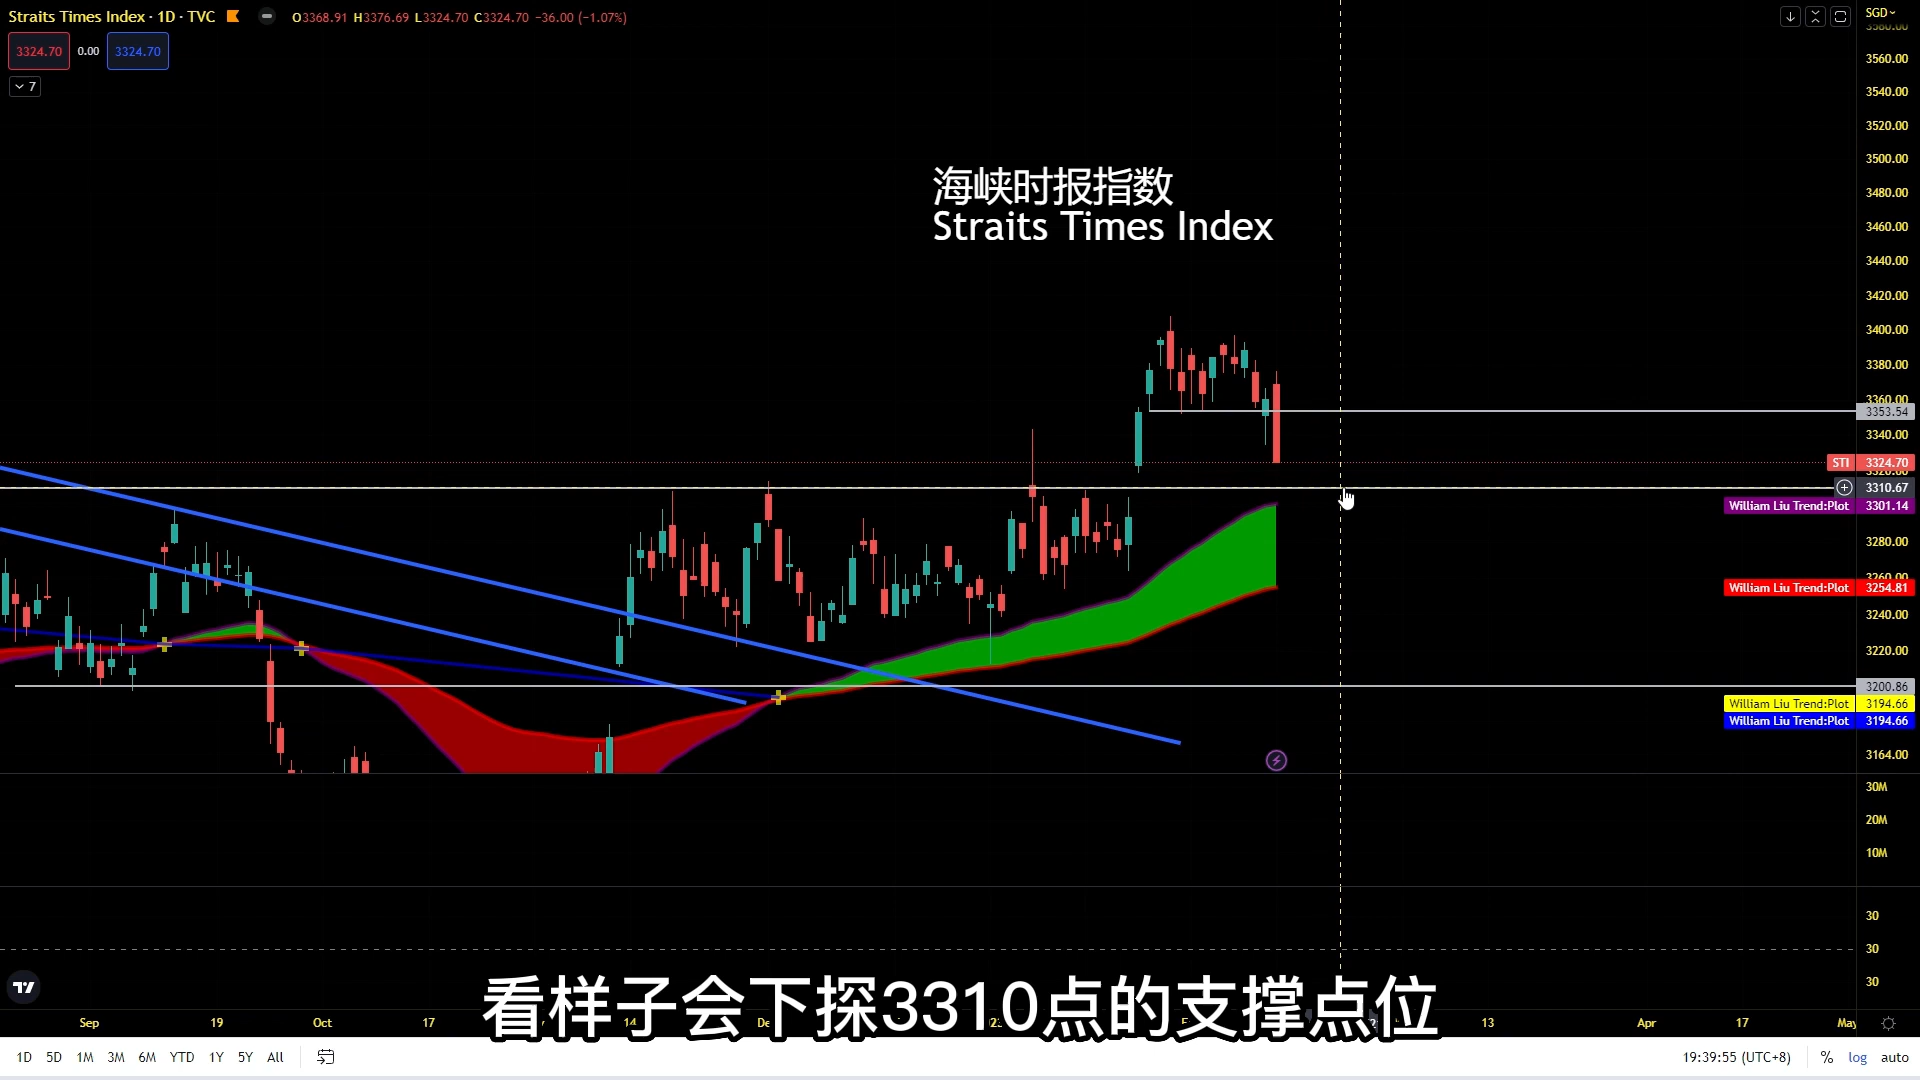 Straits Times Index · 1D · TVC O3368.91 H3376.69 L3324.70 C3324.70 −36.00 (−1.07%)
SGD
3324.70 0.00 3324.70
7
3560.00
3540.00
3520.00
3500.00
3480.00
3460.00
3440.00
3420.00
3400.00
3380.00
3360.00
3353.54
3340.00
海峡时报指数
Straits Times Index
STI 3324.70
3310.67
William Liu Trend:Plot 3301.14
3280.00
3260.00
William Liu Trend:Plot 3254.81
3240.00
3220.00
3200.86
William Liu Trend:Plot 3194.66
William Liu Trend:Plot 3194.66
3164.00
30M
20M
10M
30
30
30
看样子会下探3310点的支撑点位
Sep 19 Oct 17 14 13 Apr 17 May
1D 5D 1M 3M 6M YTD 1Y 5Y All
19:39:55 (UTC+8) % log auto